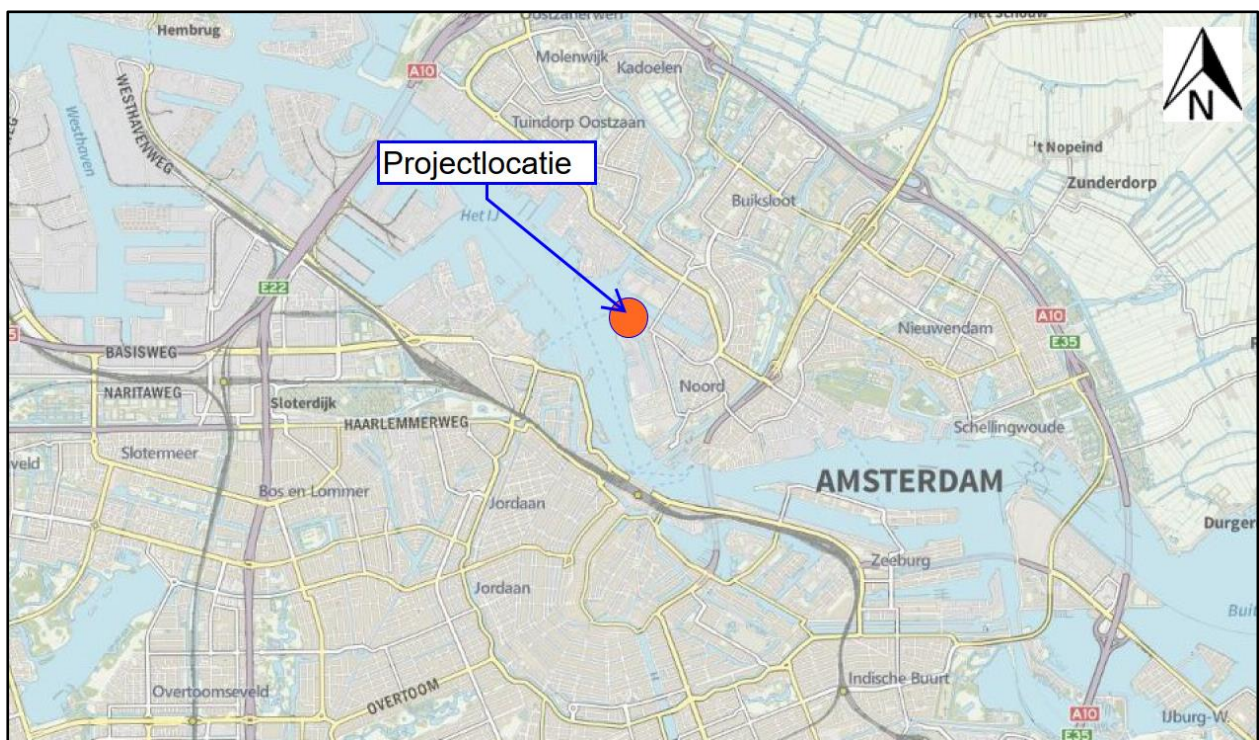 Hembrug
Oostzanerwerf
Het Schouw
Molenwijk
A10
Kadoelen
WESTHAVENWEG
Westhaven
N
Tuindorp Oostzaan
't Nopeind
Projectlocatie
Zunderdorp
Buiksloot
Het IJ
E22
A10
Nieuwendam
E35
BASISWEG
Noord
NARITAWEG
Sloterdijk
HAARLEMMERWEG
Schellingwoude
Slotermeer
veld
AMSTERDAM
Bos en Lommer
Jordaan
Durger
Zeeburg
Jordaan
Bui
Indische Buurt
Overtoomseveld
OVERTOOM
A10
IJburg-W.
E35